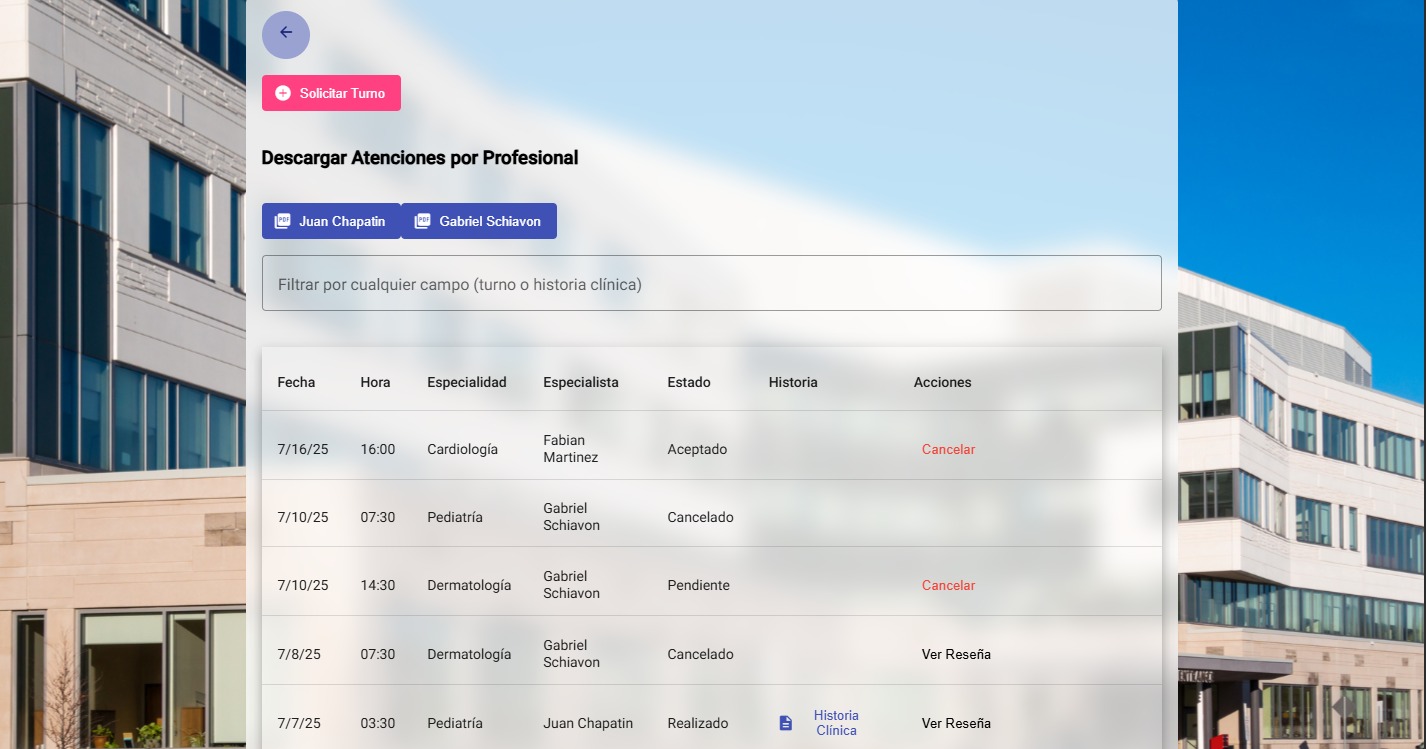 Solicitar Turno
Descargar Atenciones por Profesional
PDF Juan Chapatin PDF Gabriel Schiavon
Filtrar por cualquier campo (turno o historia clínica)
Fecha Hora Especialidad Especialista Estado Historia Acciones
7/16/25 16:00 Cardiología Fabian Martinez Aceptado Cancelar
7/10/25 07:30 Pediatría Gabriel Schiavon Cancelado
7/10/25 14:30 Dermatología Gabriel Schiavon Pendiente Cancelar
7/8/25 07:30 Dermatología Gabriel Schiavon Cancelado Ver Reseña
7/7/25 03:30 Pediatría Juan Chapatin Realizado Historia Clínica Ver Reseña